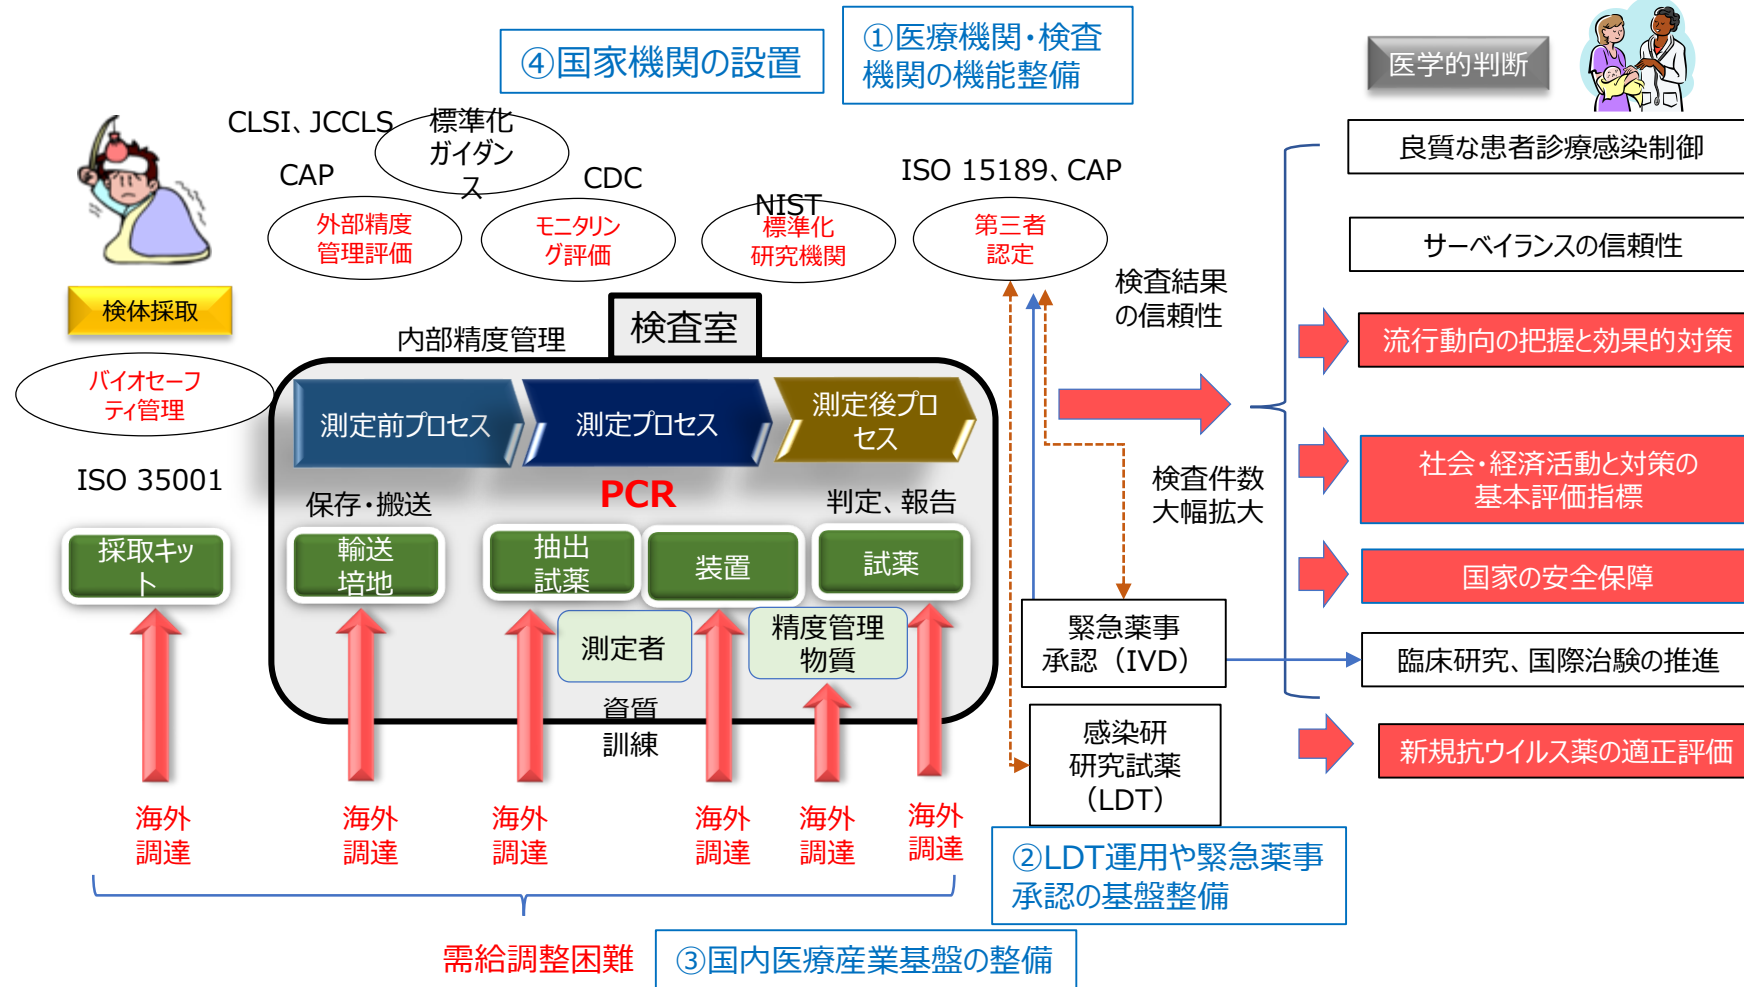 ④国家機関の設置
①医療機関・検査
機関の機能整備
医学的判断
CLSI、JCCLS
標準化
ガイダン
ス
CAP
CDC
NIST
ISO 15189、CAP
外部精度
管理評価
モニタリン
グ評価
標準化
研究機関
第三者
認定
検体採取
バイオセーフ
ティ管理
ISO 35001
内部精度管理
検査室
測定前プロセス
測定プロセス
測定後プロ
セス
保存・搬送
PCR
判定、報告
採取キッ
ト
輸送
培地
抽出
試薬
装置
試薬
測定者
精度管理
物質
資質
訓練
海外
調達
海外
調達
海外
調達
海外
調達
海外
調達
海外
調達
需給調整困難
③国内医療産業基盤の整備
検査結果
の信頼性
検査件数
大幅拡大
緊急薬事
承認（IVD）
感染研
研究試薬
（LDT）
②LDT運用や緊急薬事
承認の基盤整備
良質な患者診療感染制御
サーベイランスの信頼性
流行動向の把握と効果的対策
社会・経済活動と対策の
基本評価指標
国家の安全保障
臨床研究、国際治験の推進
新規抗ウイルス薬の適正評価